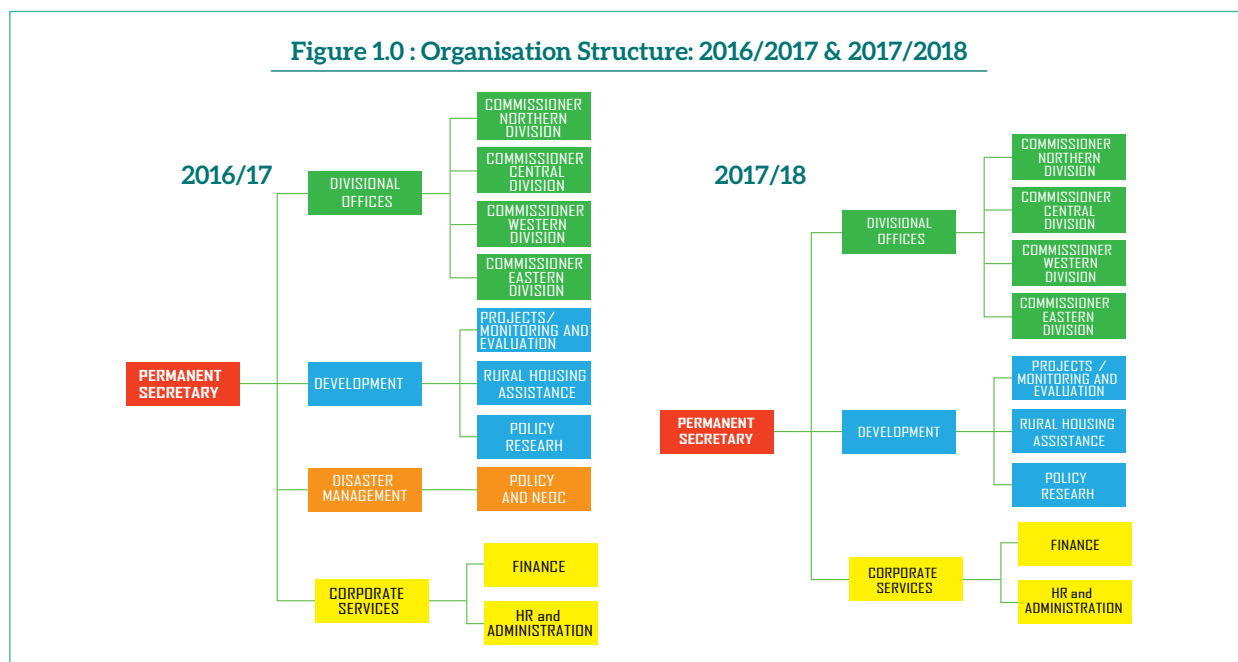 Figure 1.0 : Organisation Structure: 2016/2017 & 2017/2018
2016/17
PERMANENT
SECRETARY
DIVISIONAL
OFFICES
COMMISSIONER
NORTHERN
DIVISION
COMMISSIONER
CENTRAL
DIVISION
COMMISSIONER
WESTERN
DIVISION
COMMISSIONER
EASTERN
DIVISION
DEVELOPMENT
PROJECTS/
MONITORING AND
EVALUATION
RURAL HOUSING
ASSISTANCE
POLICY
RESEARH
DISASTER
MANAGEMENT
POLICY
AND NEOC
CORPORATE
SERVICES
FINANCE
HR and
ADMINISTRATION
2017/18
PERMANENT
SECRETARY
DIVISIONAL
OFFICES
COMMISSIONER
NORTHERN
DIVISION
COMMISSIONER
CENTRAL
DIVISION
COMMISSIONER
WESTERN
DIVISION
COMMISSIONER
EASTERN
DIVISION
DEVELOPMENT
PROJECTS /
MONITORING AND
EVALUATION
RURAL HOUSING
ASSISTANCE
POLICY
RESEARH
CORPORATE
SERVICES
FINANCE
HR and
ADMINISTRATION